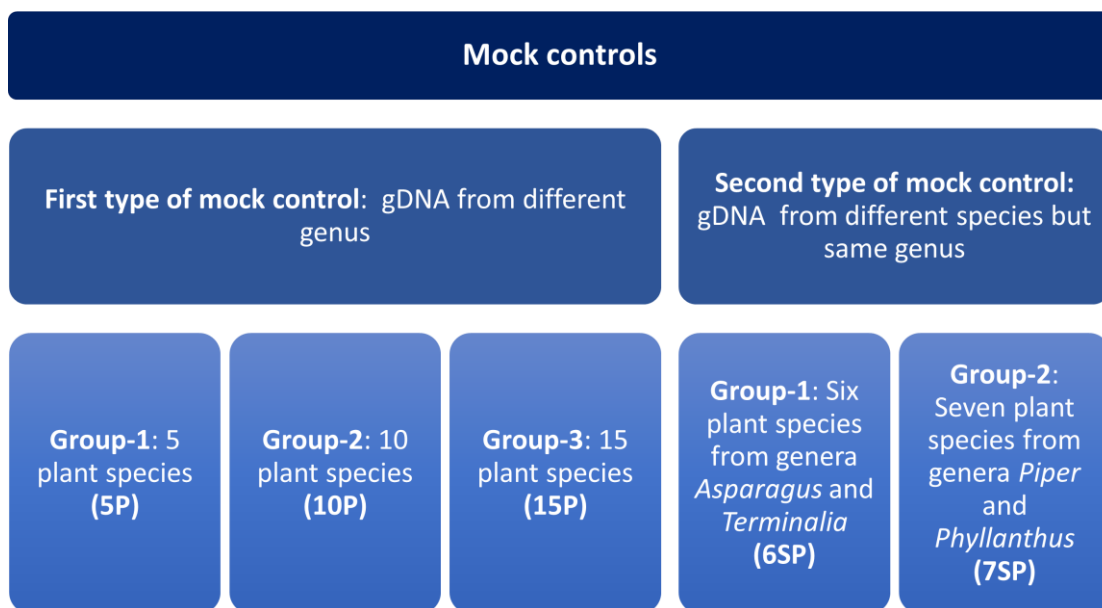 Mock controls
First type of mock control: gDNA from different
genus
Second type of mock control:
gDNA from different species but
same genus
Group-1: 5
plant species
(5P)
Group-2: 10
plant species
(10P)
Group-3: 15
plant species
(15P)
Group-1: Six
plant species
from genera
Asparagus and
Terminalia
(6SP)
Group-2:
Seven plant
species from
genera Piper
and
Phyllanthus
(7SP)